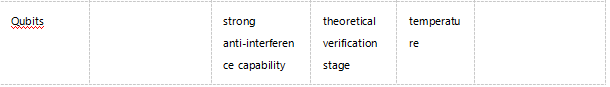 Qubits
strong
anti-interferen
ce capability
theoretical
verification
stage
temperatu
re